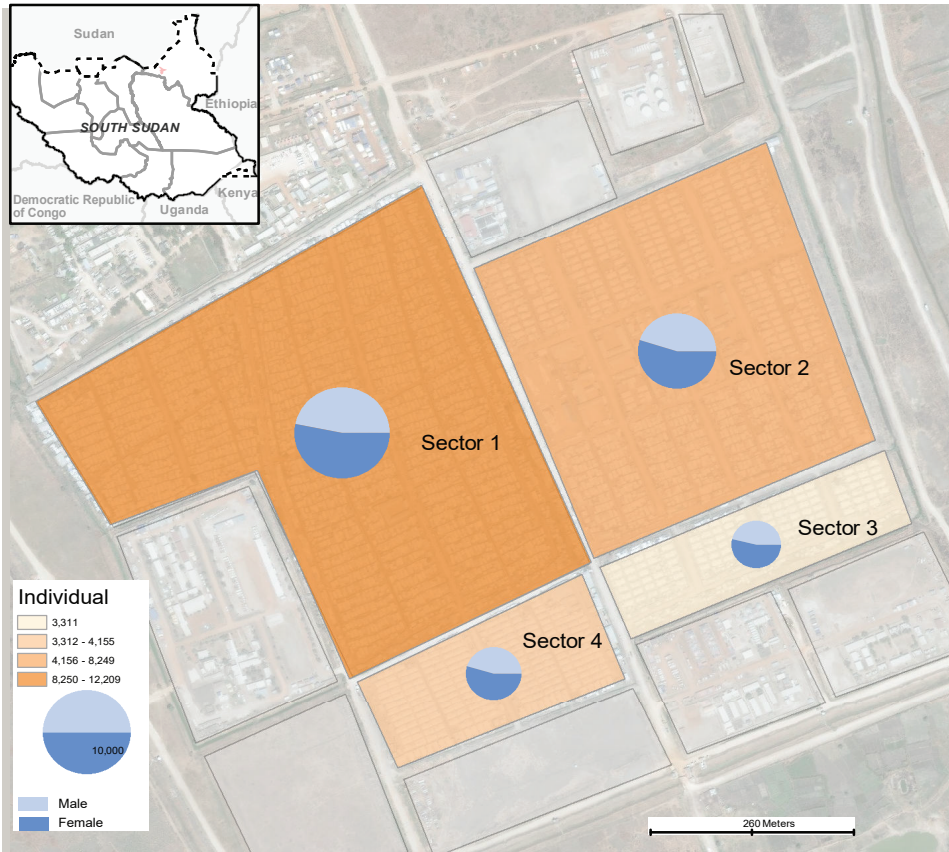 Sudan
Ethiopia
SOUTH SUDAN
Democratic Republic
of Congo
Kenya
Uganda
Sector 1
Sector 2
Sector 3
Sector 4
Individual
3,311
3,312 - 4,155
4,156 - 8,249
8,250 - 12,209
10,000
Male
Female
260 Meters